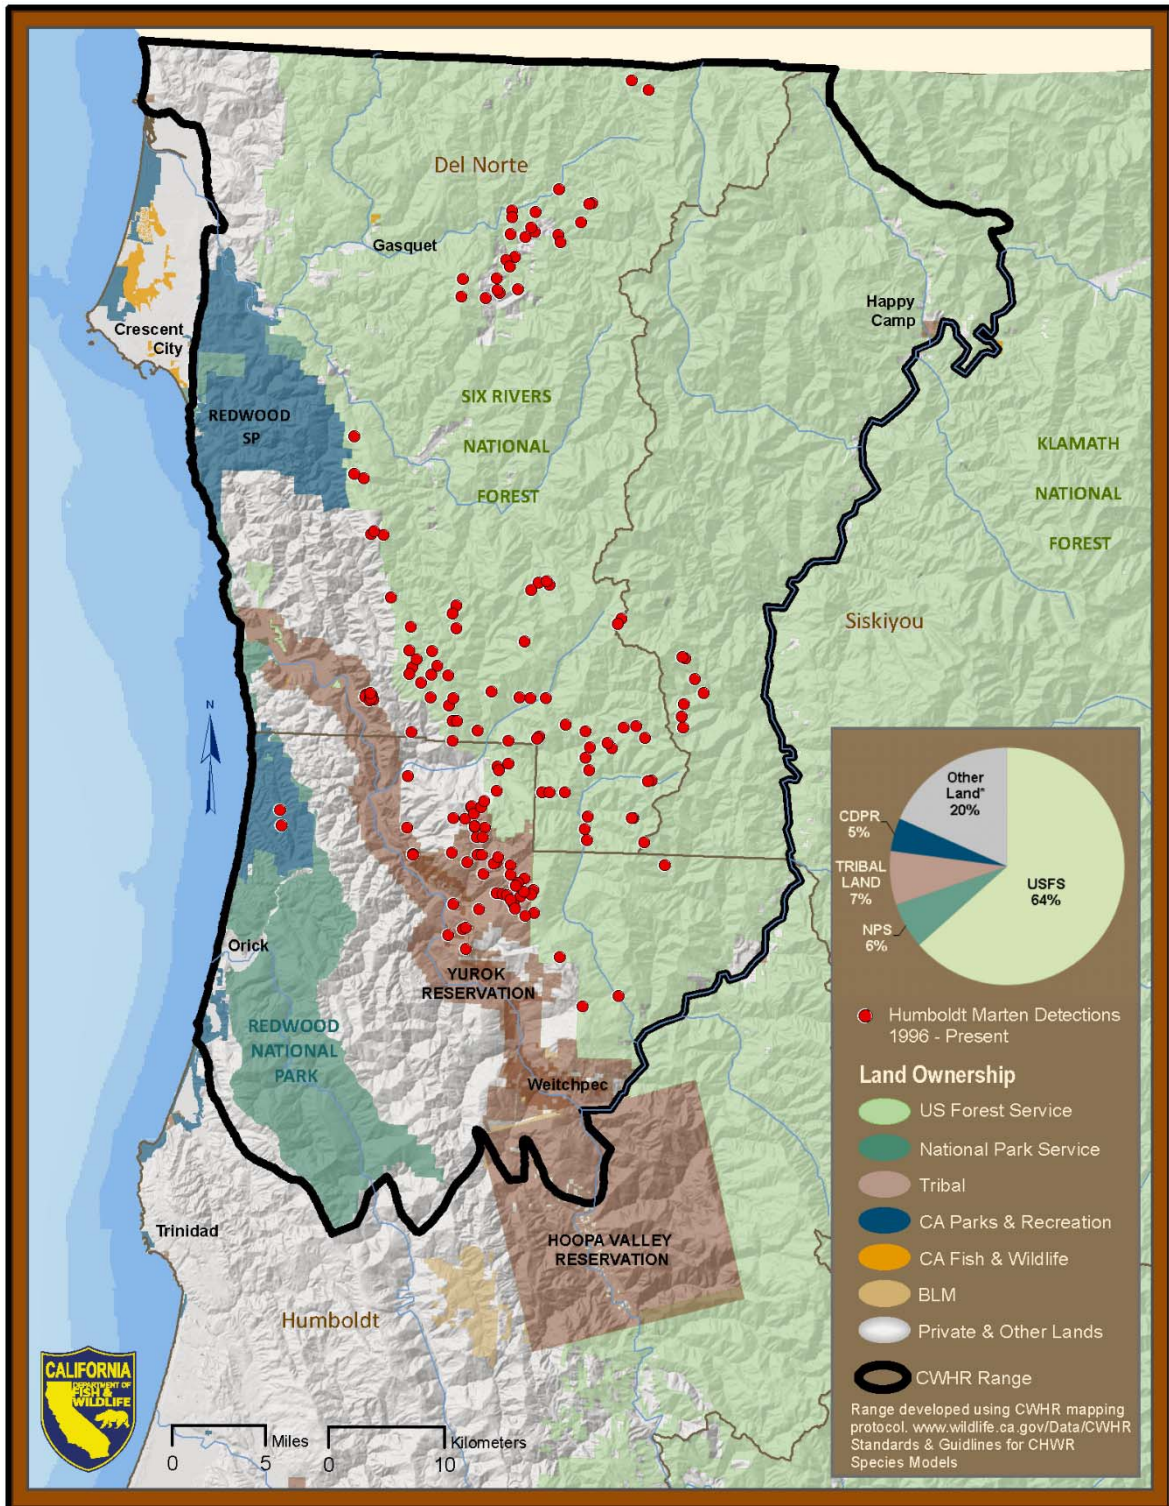 Del Norte
Gasquet
Happy
Camp
Crescent
City
SIX RIVERS
NATIONAL
FOREST
REDWOOD
SP
KLAMATH
NATIONAL
FOREST
Siskiyou
N
Orick
YUROK
RESERVATION
REDWOOD
NATIONAL
PARK
Weitchpec
Trinidad
HOOPA VALLEY
RESERVATION
Humboldt
CALIFORNIA
DEPARTMENT OF
FISH &
WILDLIFE
Miles
0 5
Kilometers
0 10
Other
Land*
20%
CDPR
5%
TRIBAL
LAND
7%
NPS
6%
USFS
64%
Humboldt Marten Detections
1996 - Present
Land Ownership
US Forest Service
National Park Service
Tribal
CA Parks & Recreation
CA Fish & Wildlife
BLM
Private & Other Lands
CWHR Range
Range developed using CWHR mapping
protocol. www.wildlife.ca.gov/Data/CWHR
Standards & Guidlines for CHWR
Species Models